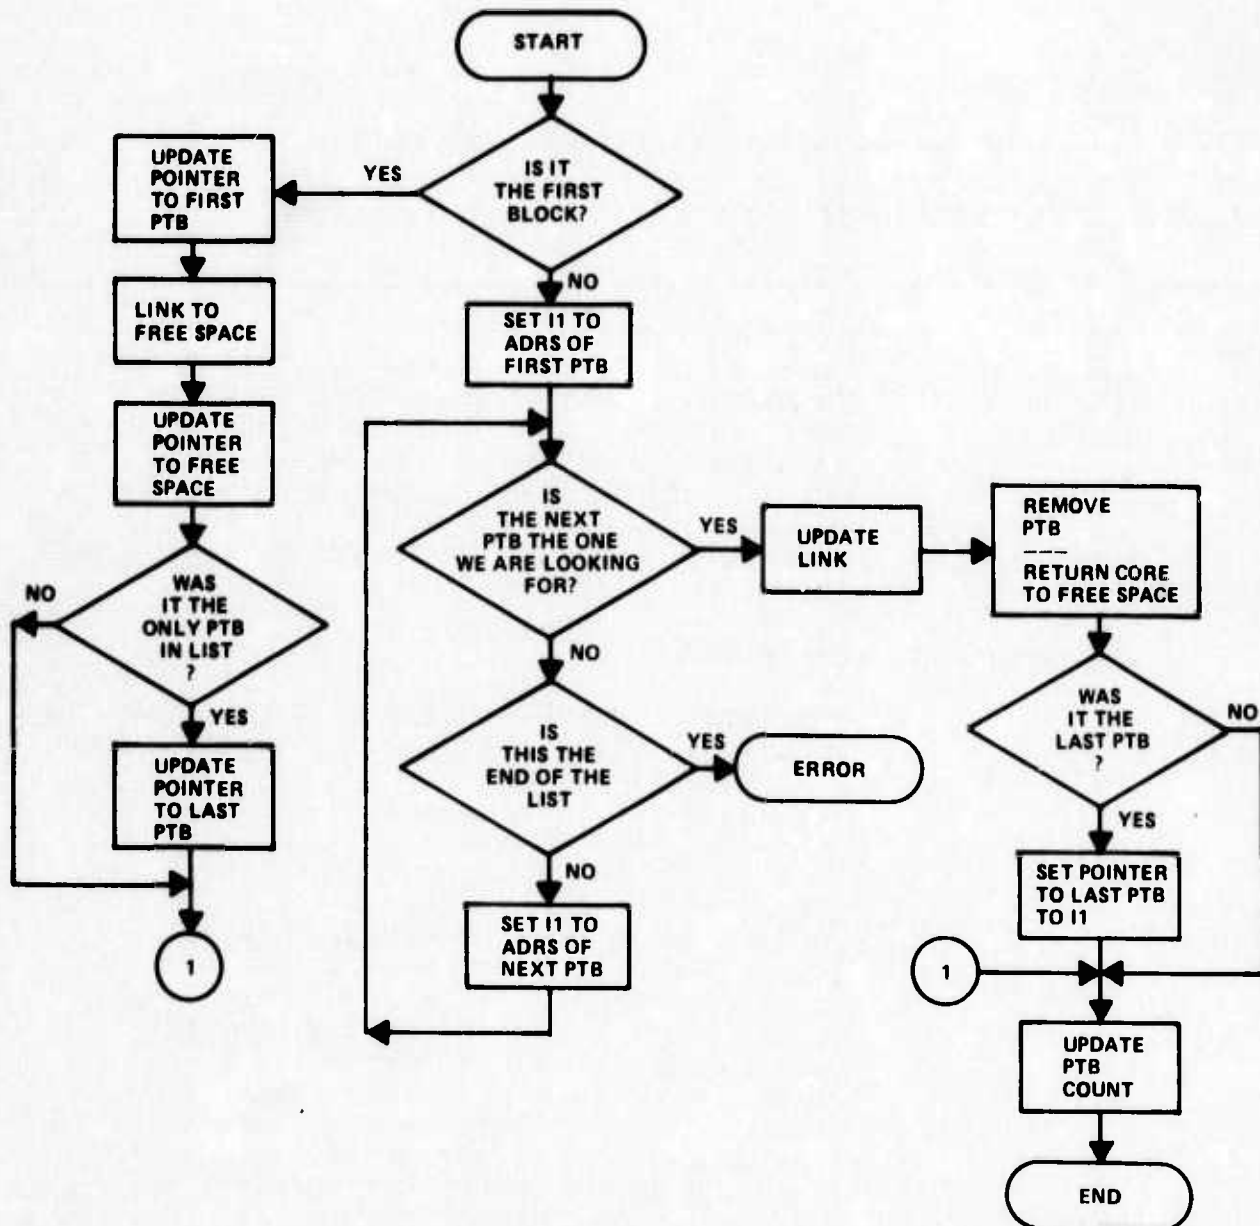 START
IS IT
THE FIRST
BLOCK?
YES
NO
UPDATE
POINTER
TO FIRST
PTB
LINK TO
FREE SPACE
UPDATE
POINTER
TO FREE
SPACE
WAS
IT THE
ONLY PTB
IN LIST
?
NO
YES
UPDATE
POINTER
TO LAST
PTB
1
SET I1 TO
ADRS OF
FIRST PTB
IS
THE NEXT
PTB THE ONE
WE ARE LOOKING
FOR?
YES
NO
IS
THIS THE
END OF THE
LIST
YES
ERROR
NO
SET I1 TO
ADRS OF
NEXT PTB
UPDATE
LINK
REMOVE
PTB
---
RETURN CORE
TO FREE SPACE
WAS
IT THE
LAST PTB
?
NO
YES
SET POINTER
TO LAST PTB
TO I1
1
UPDATE
PTB
COUNT
END